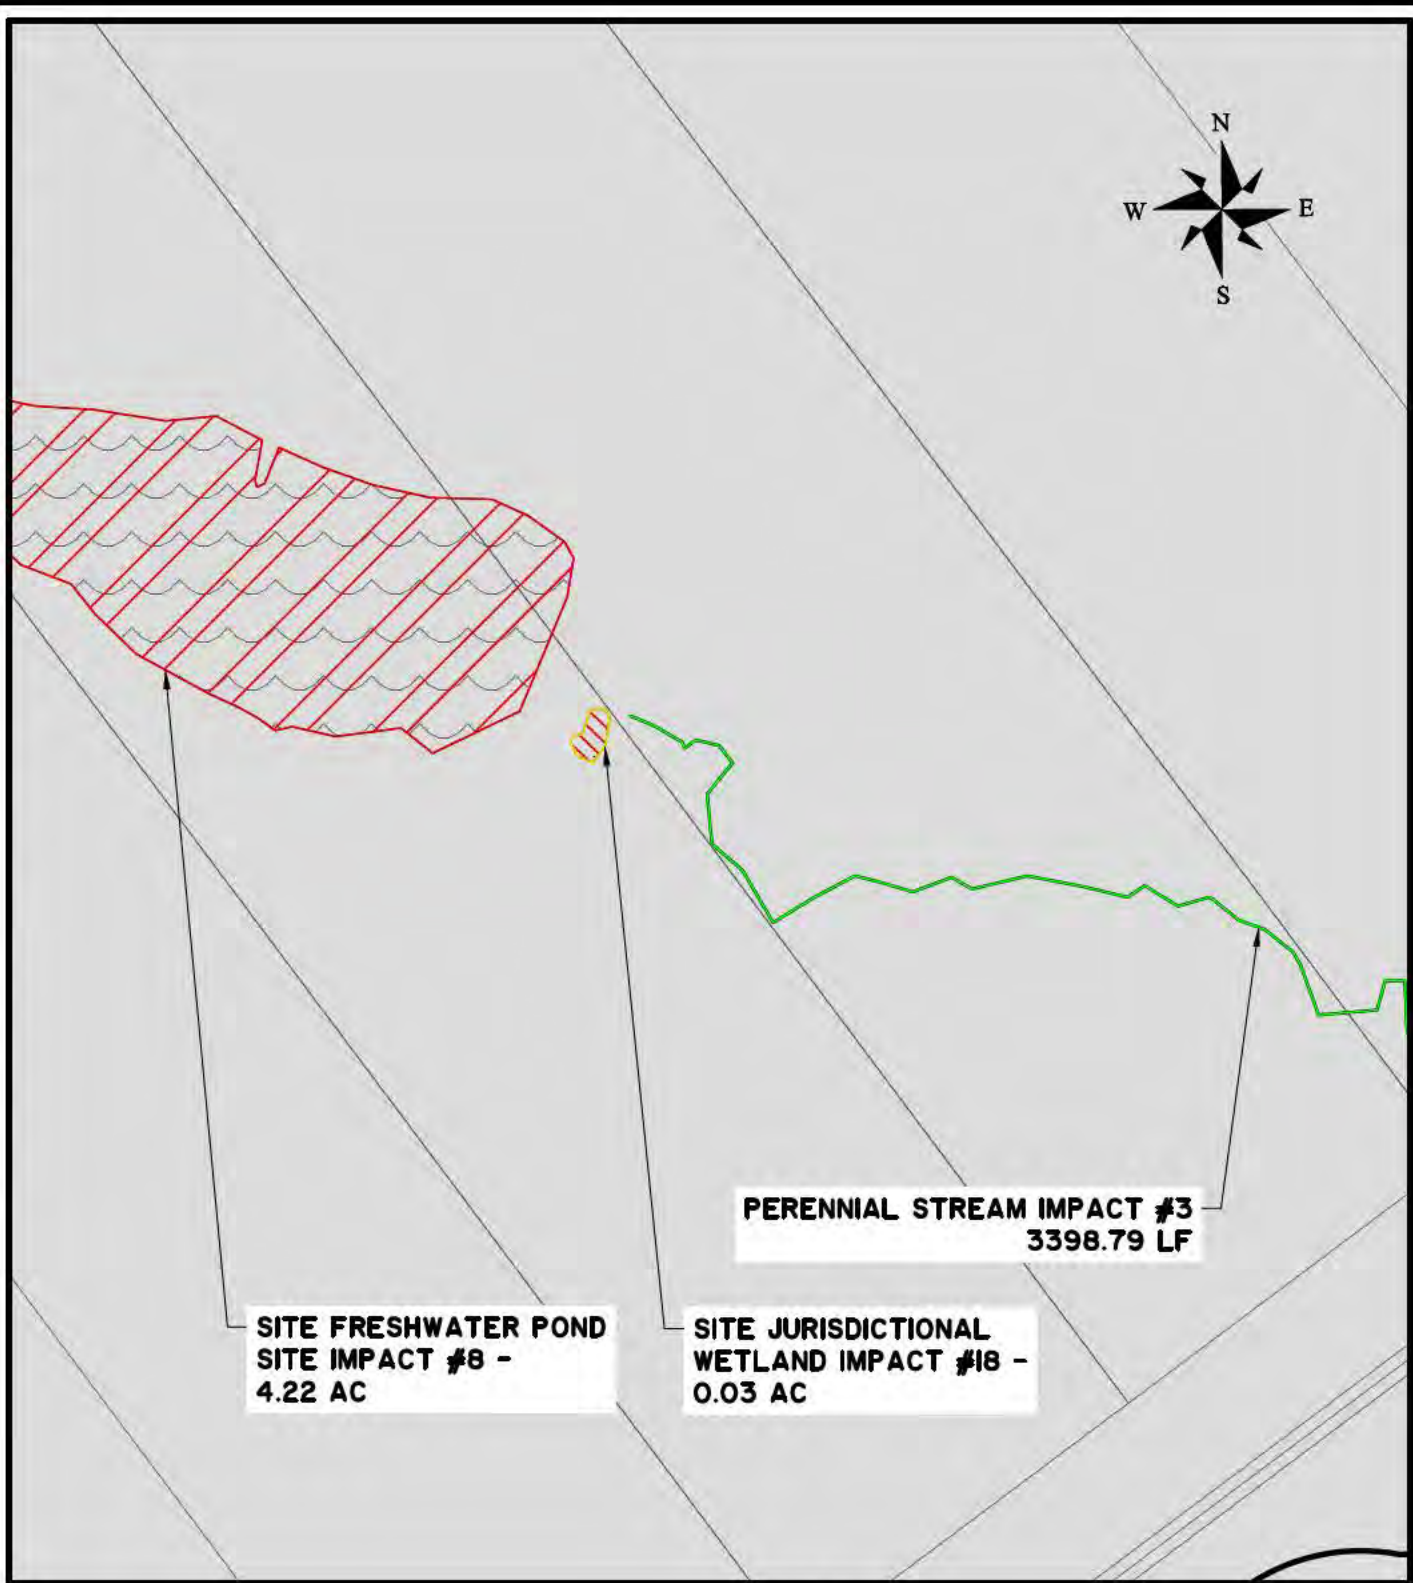 N
W
E
S
PERENNIAL STREAM IMPACT #3
3398.79 LF
SITE FRESHWATER POND
SITE IMPACT #8 -
4.22 AC
SITE JURISDICTIONAL
WETLAND IMPACT #18 -
0.03 AC